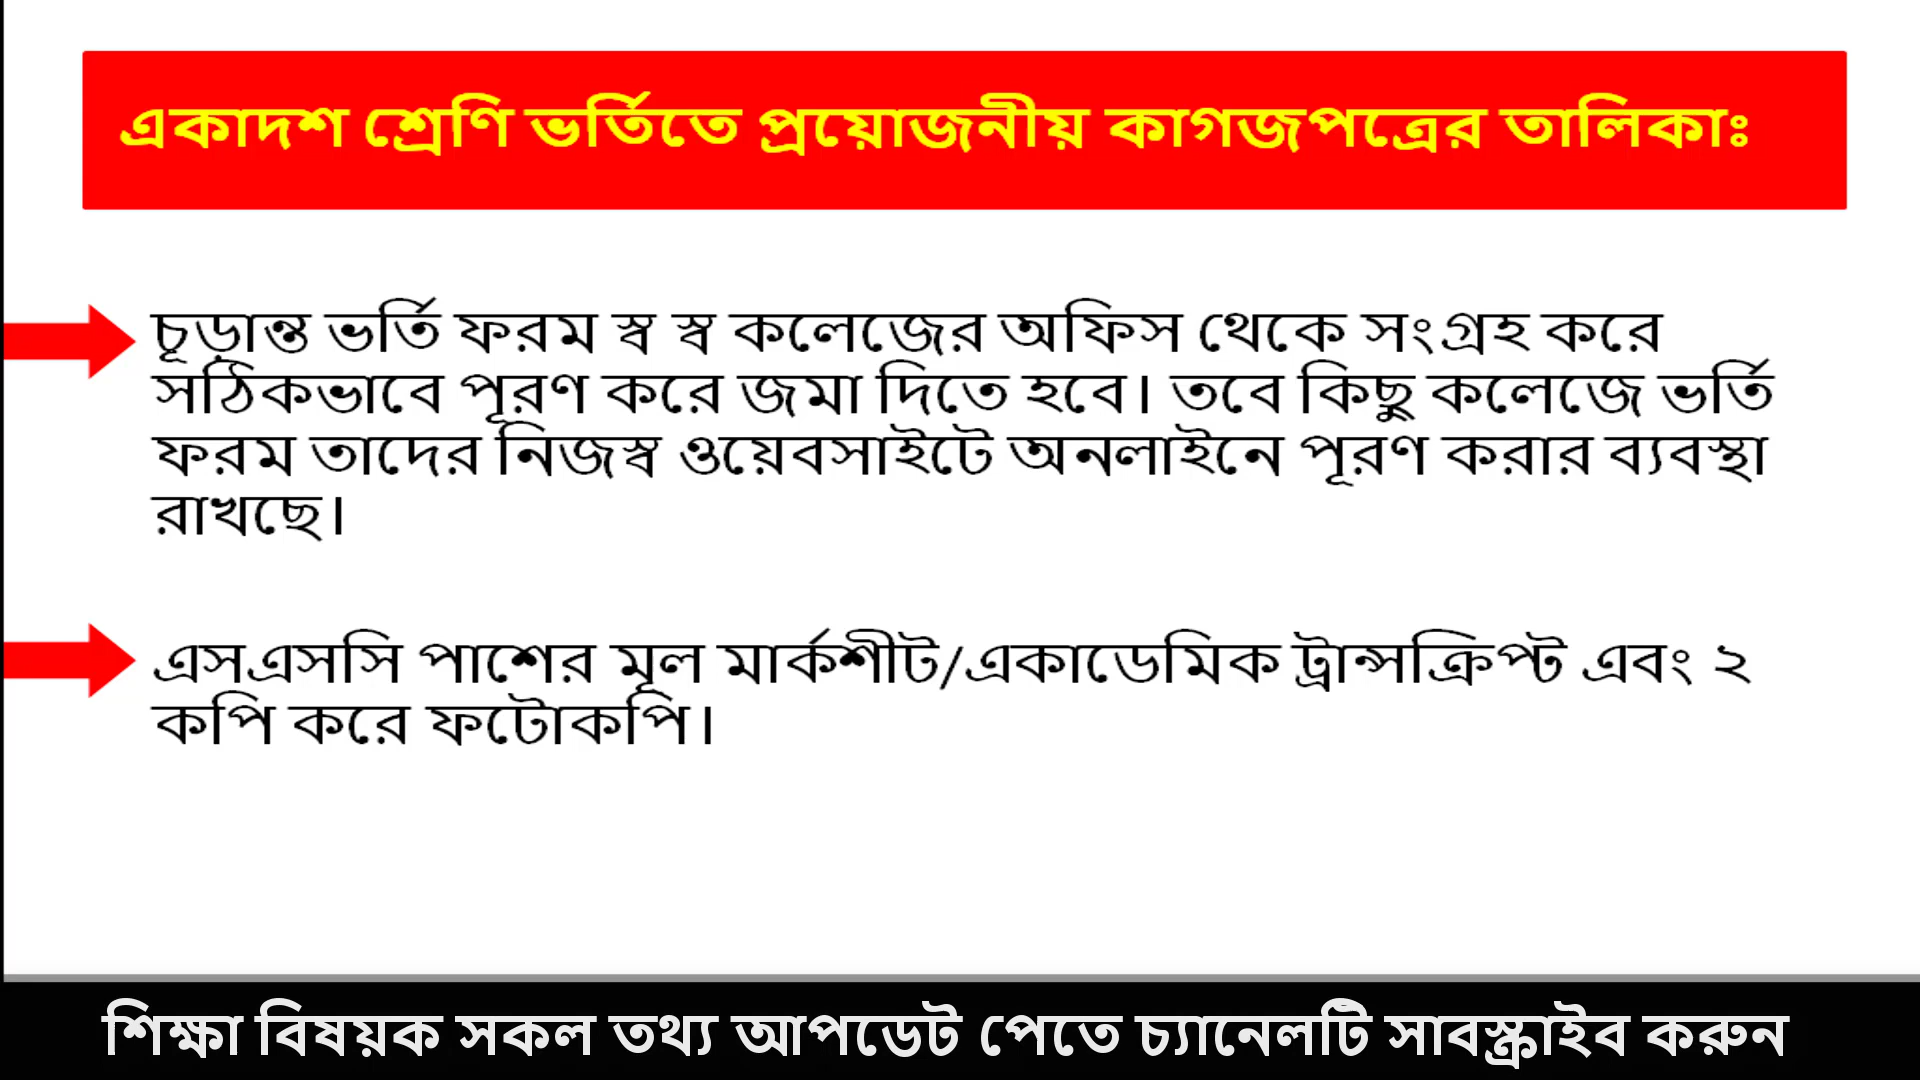 একাদশ শ্রেণি ভর্তিতে প্রয়োজনীয় কাগজপত্রের তালিকাঃ
চূড়ান্ত ভর্তি ফরম স্ব স্ব কলেজের অফিস থেকে সংগ্রহ করে
সঠিকভাবে পূরণ করে জমা দিতে হবে। তবে কিছু কলেজে ভর্তি
ফরম তাদের নিজস্ব ওয়েবসাইটে অনলাইনে পূরণ করার ব্যবস্থা
রাখছে।
এসএসসি পাশের মূল মার্কশীট/একাডেমিক ট্রান্সক্রিপ্ট এবং ২
কপি করে ফটোকপি।
শিক্ষা বিষয়ক সকল তথ্য আপডেট পেতে চ্যানেলটি সাবস্ক্রাইব করুন